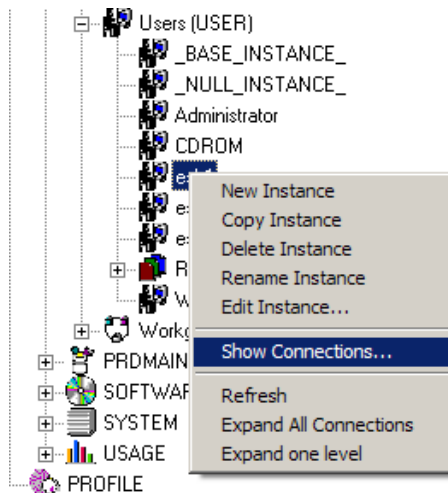 Users (USER)
_BASE_INSTANCE_
_NULL_INSTANCE_
Administrator
CDROM
New Instance
Copy Instance
Delete Instance
Rename Instance
Edit Instance...
Show Connections...
Refresh
Expand All Connections
Expand one level
PRDMAIN
SYSTEM
USAGE
PROFILE